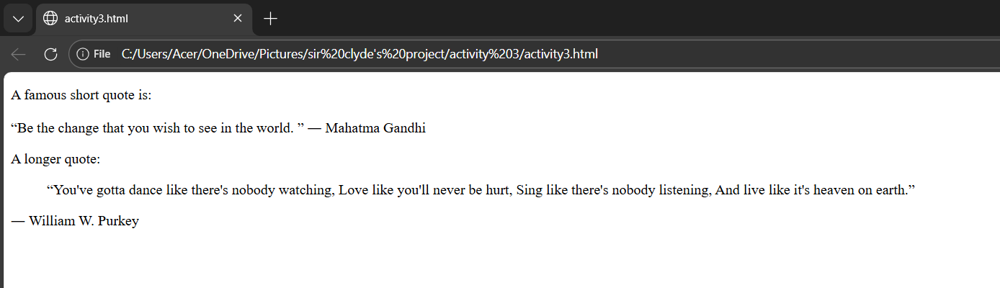 activity3.html
File C:/Users/Acer/OneDrive/Pictures/sir%20clyde's%20project/activity%203/activity3.html
A famous short quote is:
“Be the change that you wish to see in the world. ” — Mahatma Gandhi
A longer quote:
“You've gotta dance like there's nobody watching, Love like you'll never be hurt, Sing like there's nobody listening, And live like it's heaven on earth.”
— William W. Purkey